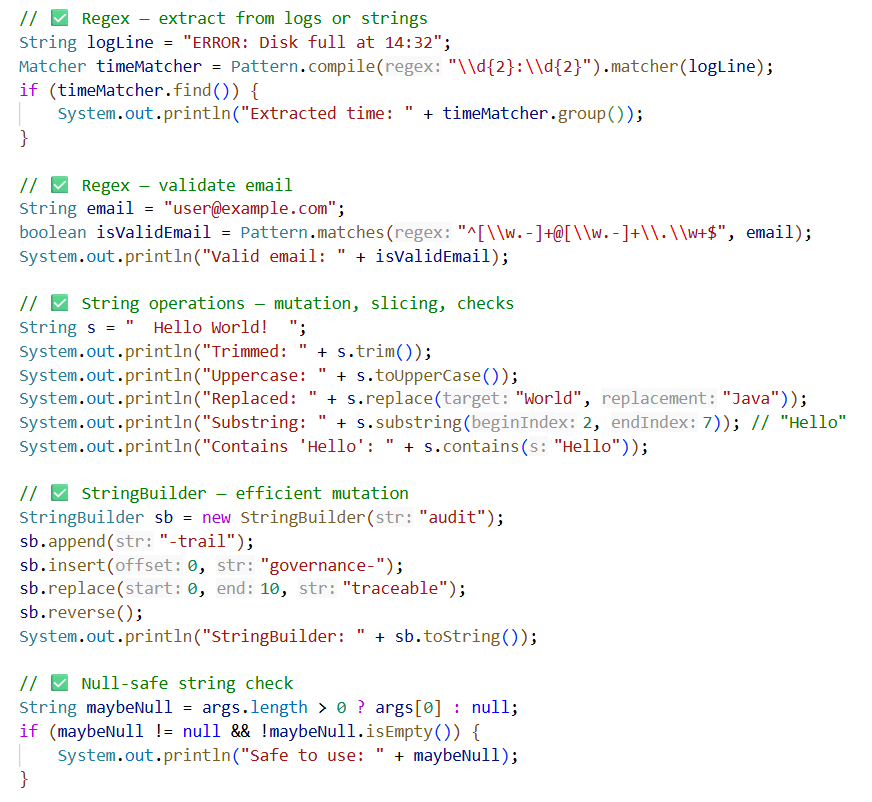 // ✅ Regex — extract from logs or strings
String logLine = "ERROR: Disk full at 14:32";
Matcher timeMatcher = Pattern.compile(regex: "\\d{2}:\\d{2}").matcher(logLine);
if (timeMatcher.find()) {
    System.out.println("Extracted time: " + timeMatcher.group());
}

// ✅ Regex — validate email
String email = "user@example.com";
boolean isValidEmail = Pattern.matches(regex: "^[\\w.-]+@[\\w.-]+\\.\\w+$", email);
System.out.println("Valid email: " + isValidEmail);

// ✅ String operations — mutation, slicing, checks
String s = "  Hello World!  ";
System.out.println("Trimmed: " + s.trim());
System.out.println("Uppercase: " + s.toUpperCase());
System.out.println("Replaced: " + s.replace(target: "World", replacement: "Java"));
System.out.println("Substring: " + s.substring(beginIndex: 2, endIndex: 7)); // "Hello"
System.out.println("Contains 'Hello': " + s.contains(s: "Hello"));

// ✅ StringBuilder — efficient mutation
StringBuilder sb = new StringBuilder(str: "audit");
sb.append(str: "-trail");
sb.insert(offset: 0, str: "governance-");
sb.replace(start: 0, end: 10, str: "traceable");
sb.reverse();
System.out.println("StringBuilder: " + sb.toString());

// ✅ Null-safe string check
String maybeNull = args.length > 0 ? args[0] : null;
if (maybeNull != null && !maybeNull.isEmpty()) {
    System.out.println("Safe to use: " + maybeNull);
}